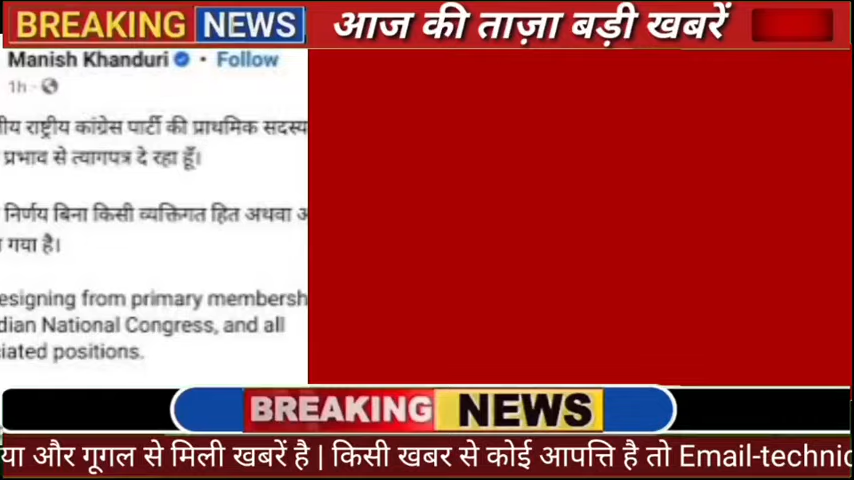 BREAKING NEWS आज की ताज़ा बड़ी खबरें
Manish Khanduri • Follow
1h
ीय राष्ट्रीय कांग्रेस पार्टी की प्राथमिक सदस्य
प्रभाव से त्यागपत्र दे रहा हूँ।
निर्णय बिना किसी व्यक्तिगत हित अथवा अ
गया है।
esigning from primary membersh
dian National Congress, and all
ciated positions.
BREAKING NEWS
या और गूगल से मिली खबरें है | किसी खबर से कोई आपत्ति है तो Email-technic